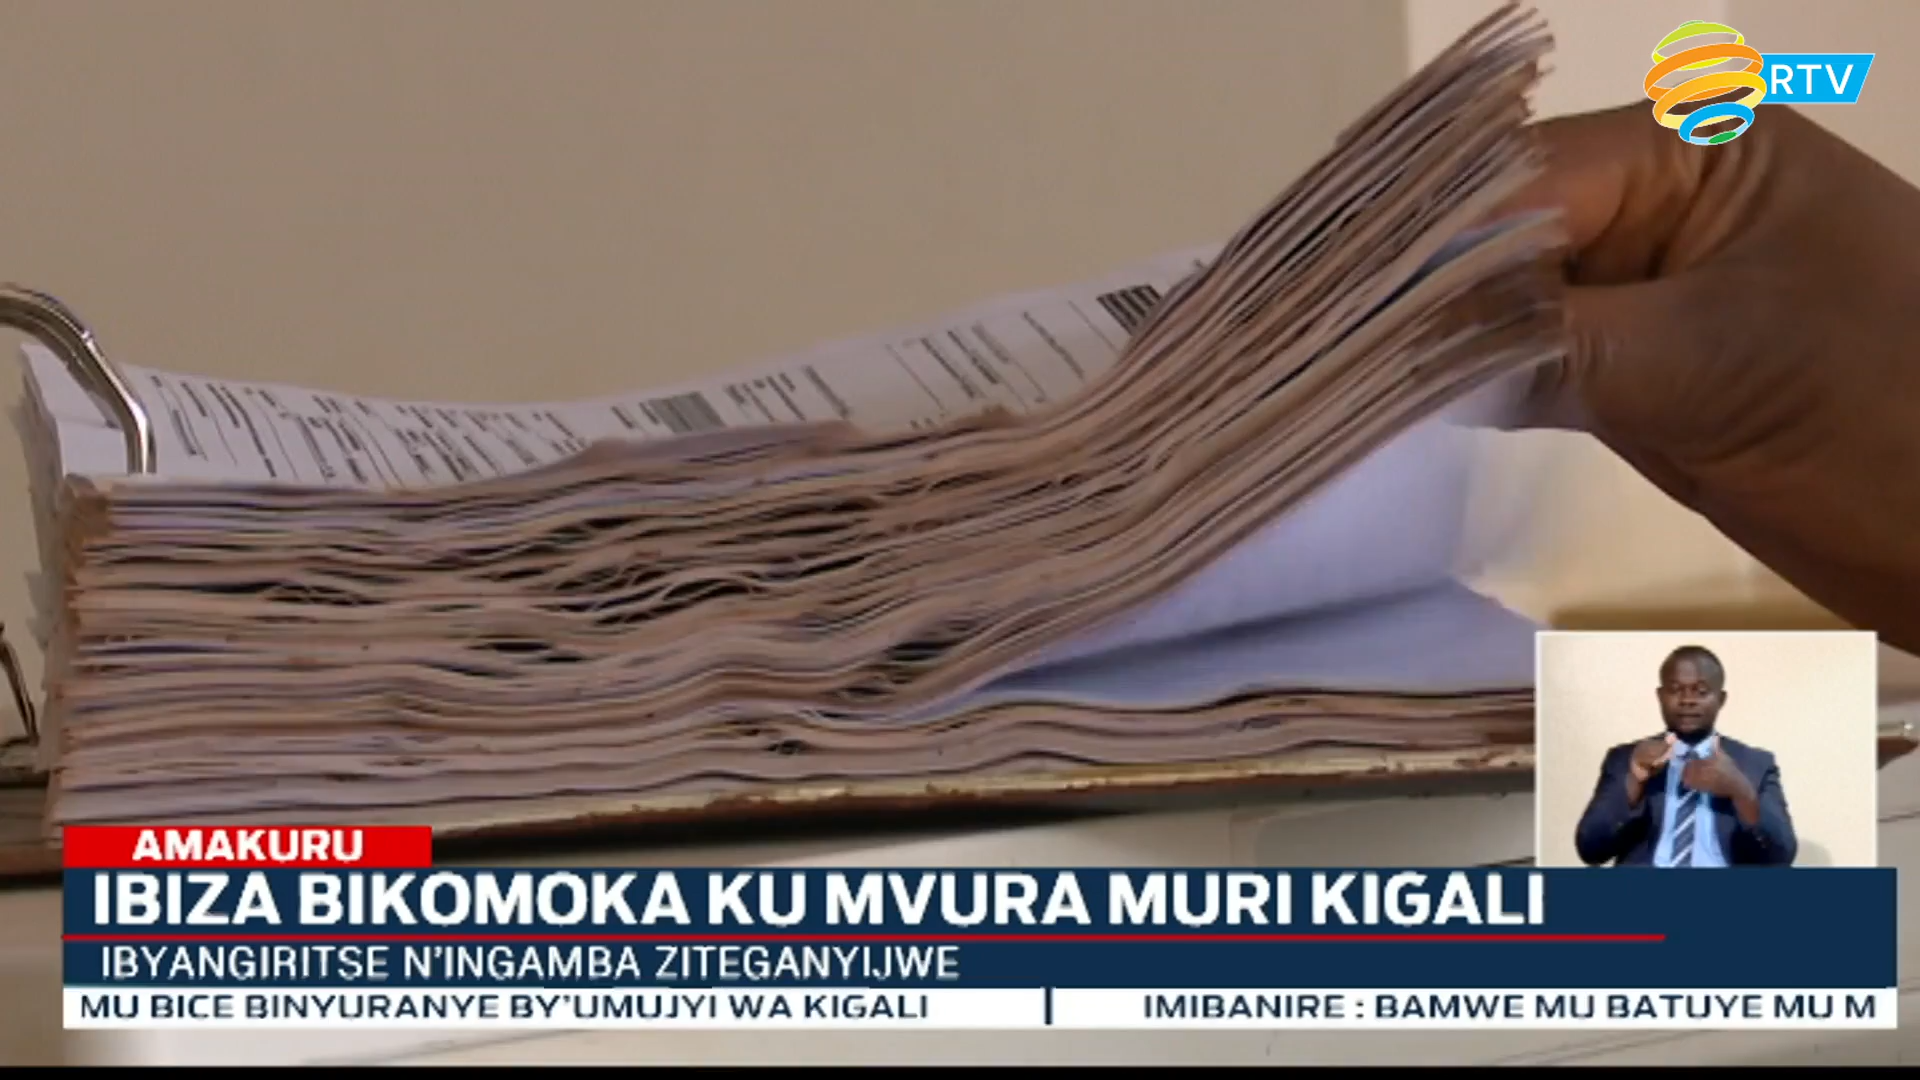 RTV
AMAKURU
IBIZA BIKOMOKA KU MVURA MURI KIGALI
IBYANGIRITSE N'INGAMBA ZITEGANYIJWE
MU BICE BINYURANYE BY'UMUJYI WA KIGALI | IMIBANIRE : BAMWE MU BATUYE MU M